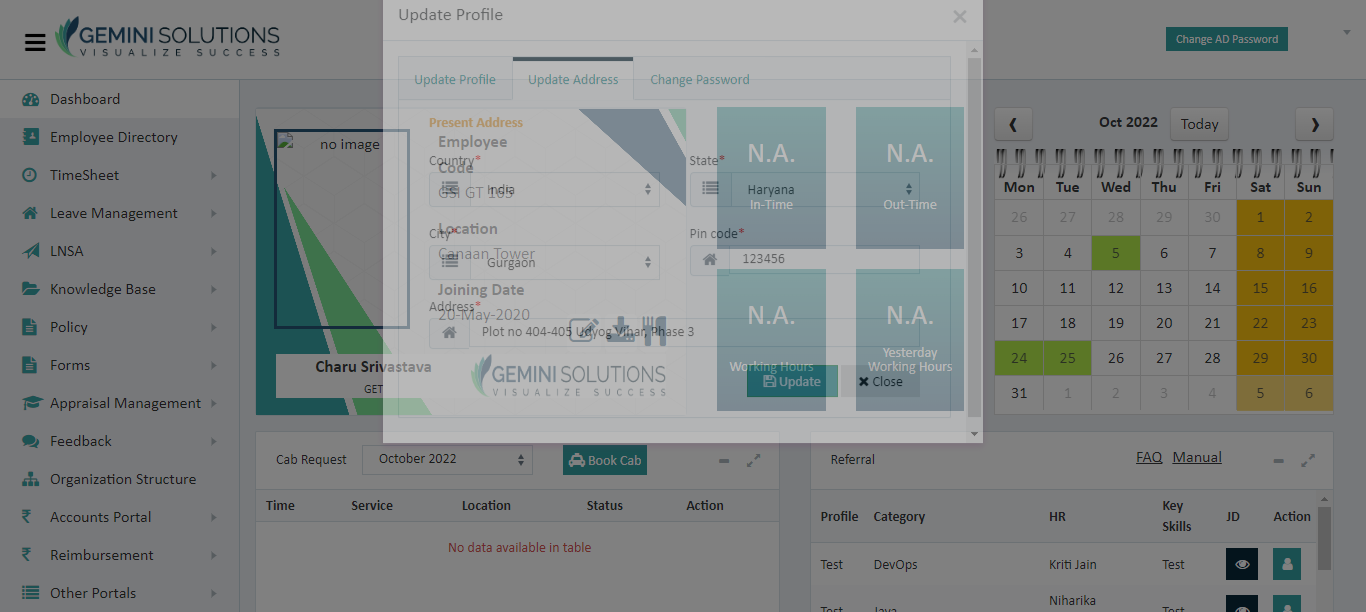 Update Profile
×
GEMINI SOLUTIONS
VISUALIZE SUCCESS
Change AD Password
Update Profile
Update Address
Change Password
Dashboard
Employee Directory
TimeSheet
Leave Management
LNSA
Knowledge Base
Policy
Forms
Appraisal Management
Feedback
Organization Structure
Accounts Portal
Reimbursement
Other Portals
no image
Charu Srivastava
GET
Present Address
Employee
Code
GSI GT 165
Location
Canaan Tower
Joining Date
20-May-2020
Country*
India
State*
Haryana
City*
Gurgaon
Pin code*
123456
Address*
Plot no 404-405 Udyog Vihar, Phase 3
GEMINI SOLUTIONS
VISUALIZE SUCCESS
N.A.
In-Time
N.A.
Out-Time
N.A.
Working Hours
N.A.
Yesterday
Working Hours
Update
Close
Oct 2022
Today
Mon Tue Wed Thu Fri Sat Sun
26 27 28 29 30 1 2
3 4 5 6 7 8 9
10 11 12 13 14 15 16
17 18 19 20 21 22 23
24 25 26 27 28 29 30
31 1 2 3 4 5 6
Cab Request
October 2022
Book Cab
Time Service Location Status Action
No data available in table
Referral
FAQ Manual
Profile Category HR Key Skills JD Action
Test DevOps Kriti Jain Test
Test Java Niharika Test